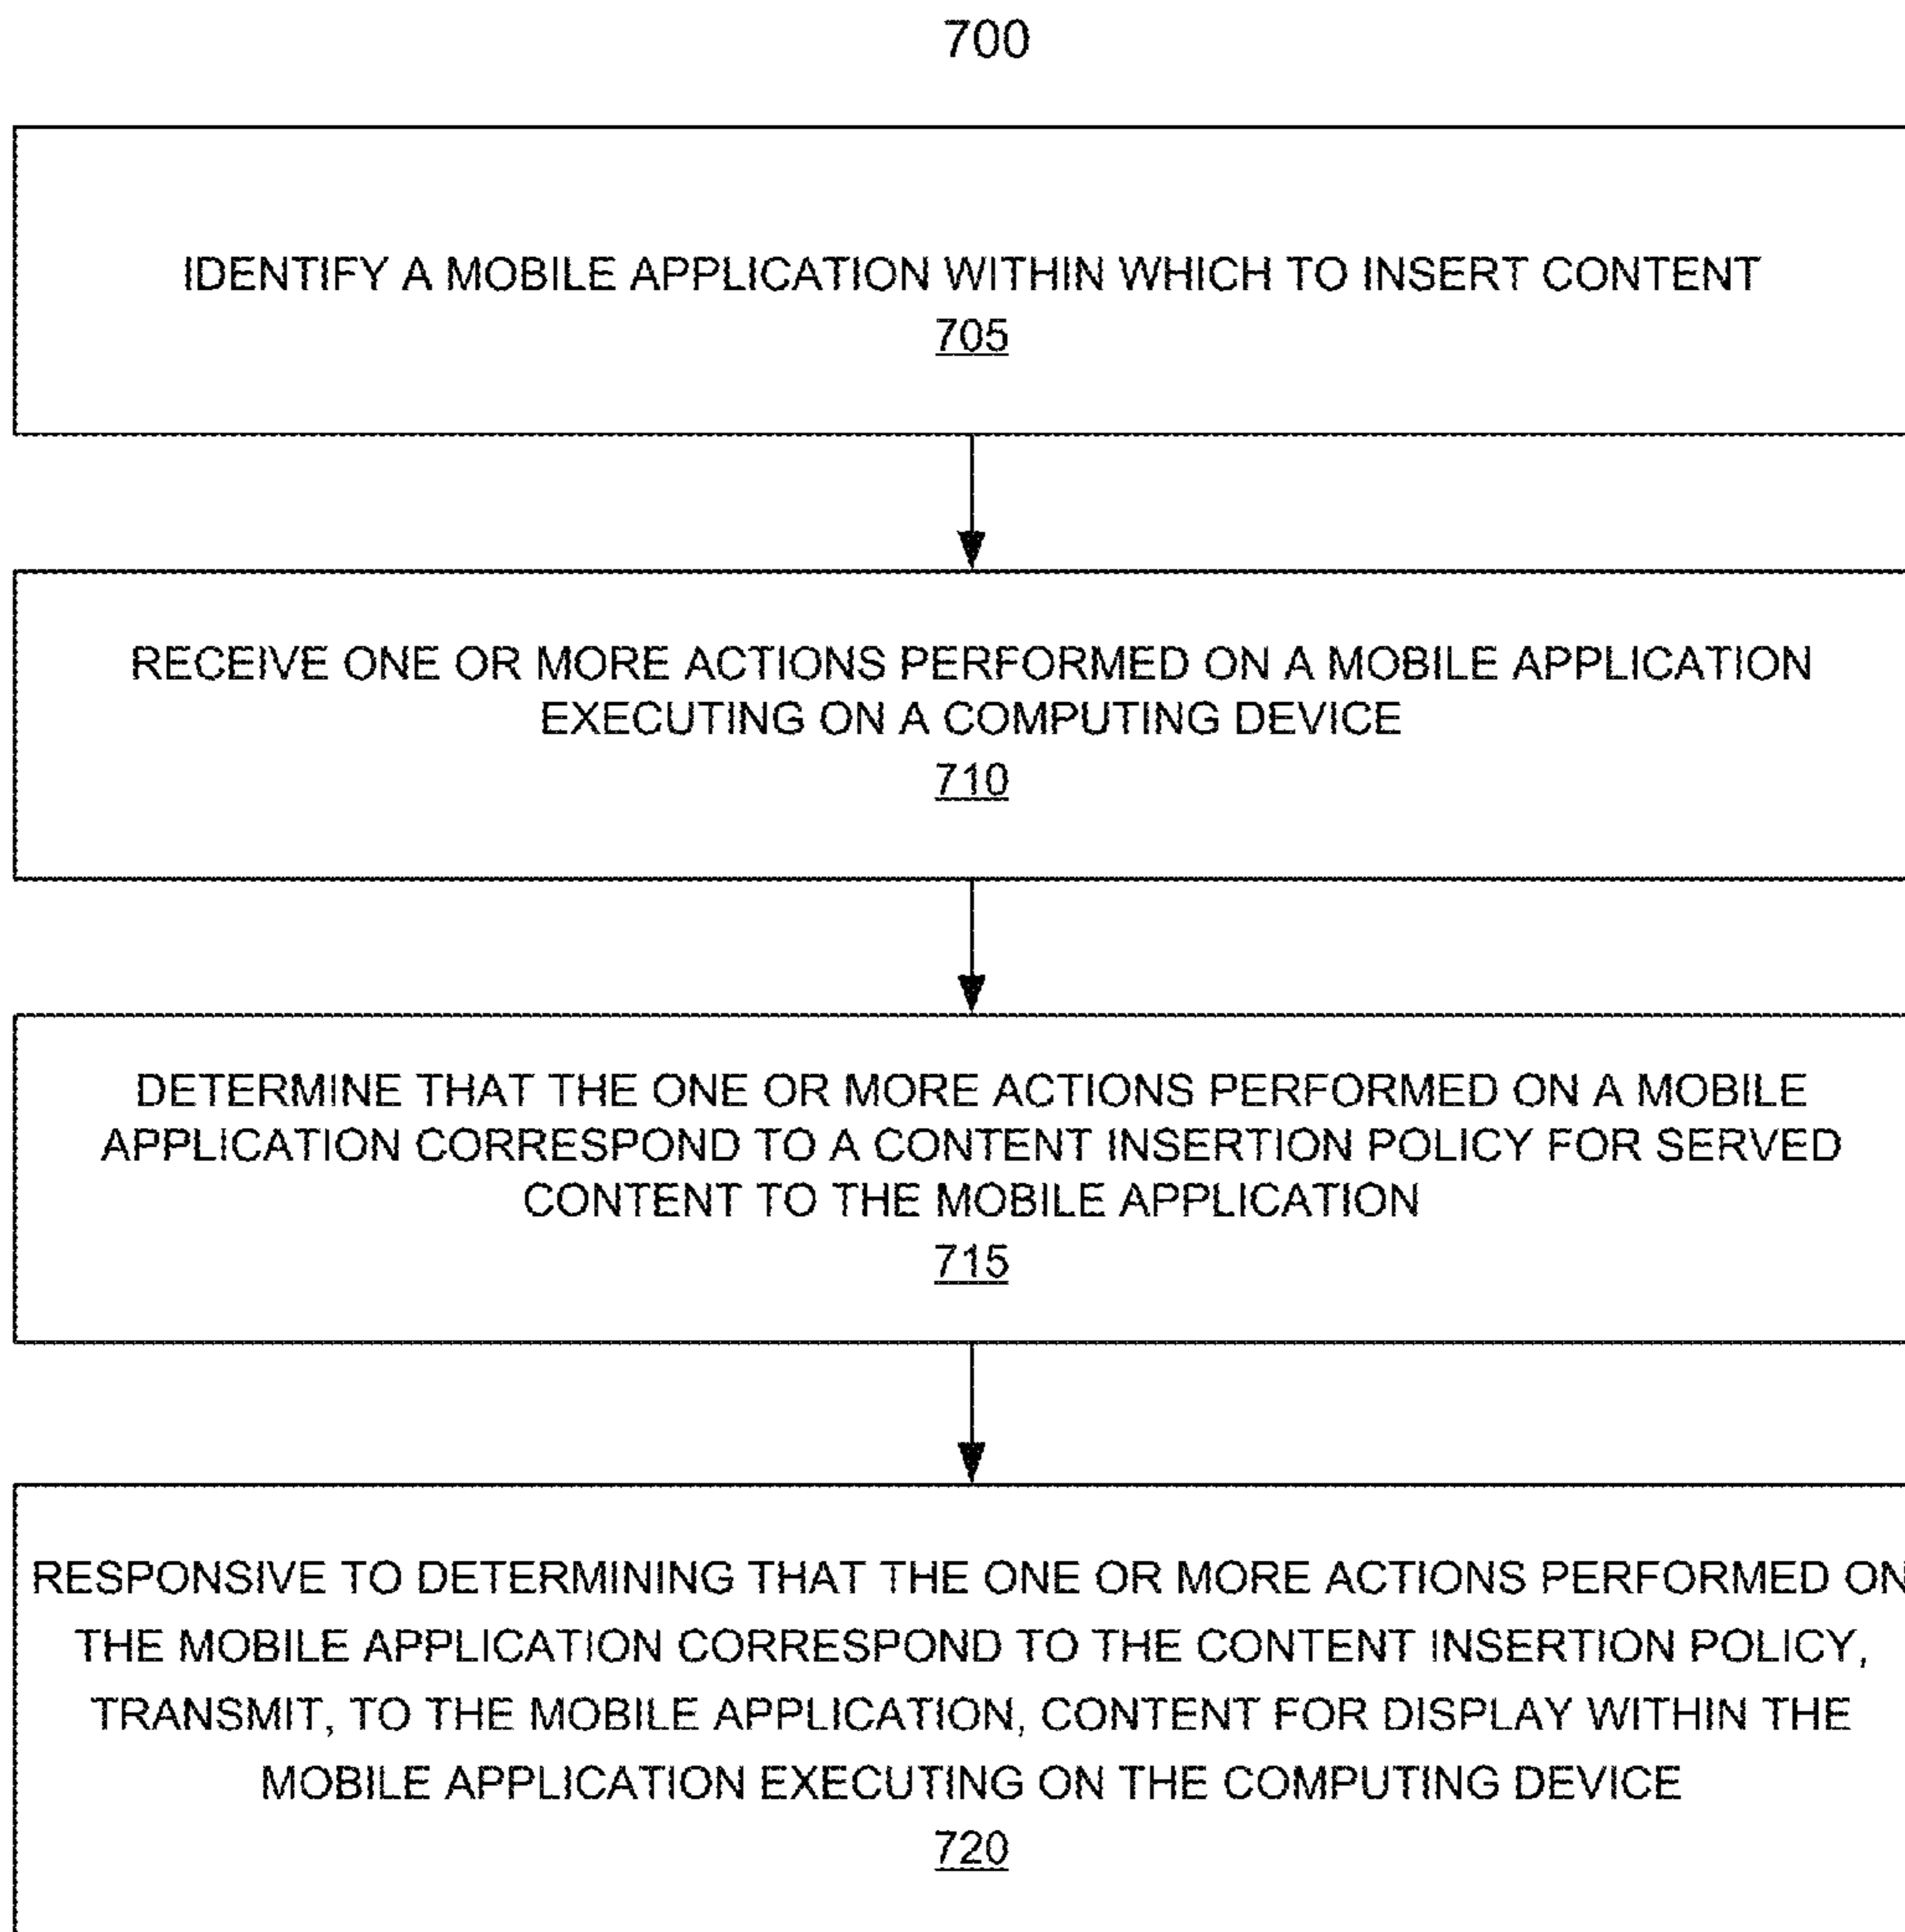 700
IDENTIFY A MOBILE APPLICATION WITHIN WHICH TO INSERT CONTENT
705
RECEIVE ONE OR MORE ACTIONS PERFORMED ON A MOBILE APPLICATION
EXECUTING ON A COMPUTING DEVICE
710
DETERMINE THAT THE ONE OR MORE ACTIONS PERFORMED ON A MOBILE
APPLICATION CORRESPOND TO A CONTENT INSERTION POLICY FOR SERVED
CONTENT TO THE MOBILE APPLICATION
715
RESPONSIVE TO DETERMINING THAT THE ONE OR MORE ACTIONS PERFORMED ON
THE MOBILE APPLICATION CORRESPOND TO THE CONTENT INSERTION POLICY,
TRANSMIT, TO THE MOBILE APPLICATION, CONTENT FOR DISPLAY WITHIN THE
MOBILE APPLICATION EXECUTING ON THE COMPUTING DEVICE
720